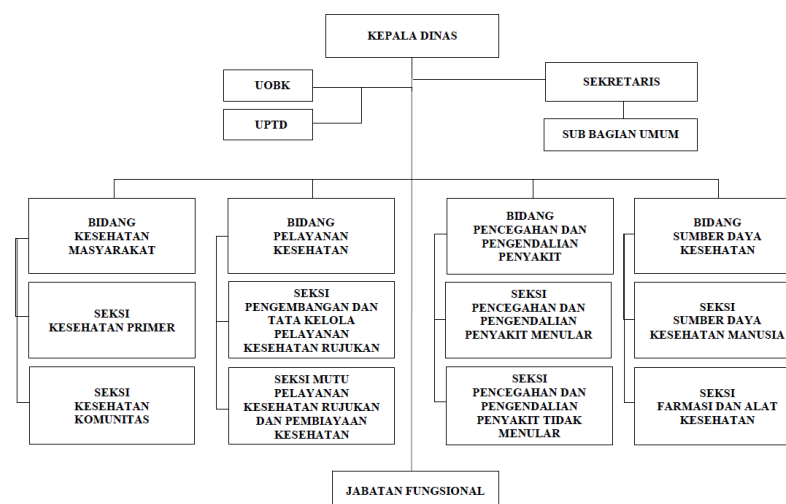 KEPALA DINAS
UOBK
SEKRETARIS
UPTD
SUB BAGIAN UMUM
BIDANG
KESEHATAN
MASYARAKAT
BIDANG
PELAYANAN
KESEHATAN
BIDANG
PENCEGAHAN DAN
PENGENDALIAN
PENYAKIT
BIDANG
SUMBER DAYA
KESEHATAN
SEKSI
KESEHATAN PRIMER
SEKSI
PENGEMBANGAN DAN
TATA KELOLA
PELAYANAN
KESEHATAN RUJUKAN
SEKSI
PENCEGAHAN DAN
PENGENDALIAN
PENYAKIT MENULAR
SEKSI
SUMBER DAYA
KESEHATAN MANUSIA
SEKSI
KESEHATAN
KOMUNITAS
SEKSI MUTU
PELAYANAN
KESEHATAN RUJUKAN
DAN PEMBIAYAAN
KESEHATAN
SEKSI
PENCEGAHAN DAN
PENGENDALIAN
PENYAKIT TIDAK
MENULAR
SEKSI
FARMASI DAN ALAT
KESEHATAN
JABATAN FUNGSIONAL